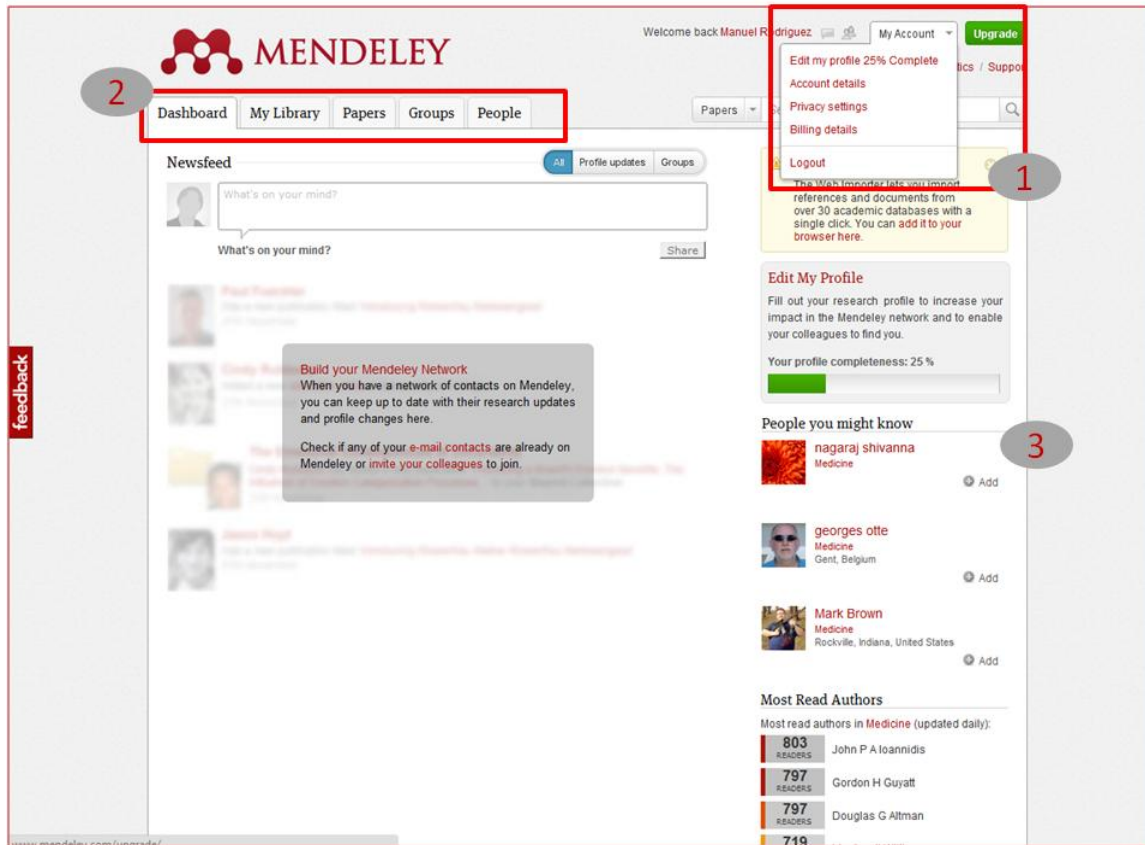 MENDELEY
Welcome back Manuel Rodriguez
My Account
Upgrade
Edit my profile 25% Complete
Account details
Privacy settings
Billing details
Logout
Suppor
1
2
Dashboard
My Library
Papers
Groups
People
Papers
Newsfeed
All
Profile updates
Groups
What's on your mind?
What's on your mind?
Share
The Web Importer lets you import
references and documents from
over 30 academic databases with a
single click. You can add it to your
browser here.
Edit My Profile
Fill out your research profile to increase your
impact in the Mendeley network and to enable
your colleagues to find you.
Your profile completeness: 25 %
feedback
Build your Mendeley Network
When you have a network of contacts on Mendeley,
you can keep up to date with their research updates
and profile changes here.
Check if any of your e-mail contacts are already on
Mendeley or invite your colleagues to join.
People you might know
3
nagaraj shivanna
Medicine
Add
georges otte
Medicine
Gent, Belgium
Add
Mark Brown
Medicine
Rockville, Indiana, United States
Add
Most Read Authors
Most read authors in Medicine (updated daily):
803
READERS
John P A Ioannidis
797
READERS
Gordon H Guyatt
797
READERS
Douglas G Altman
719
www.mendeley.com/upgrade/